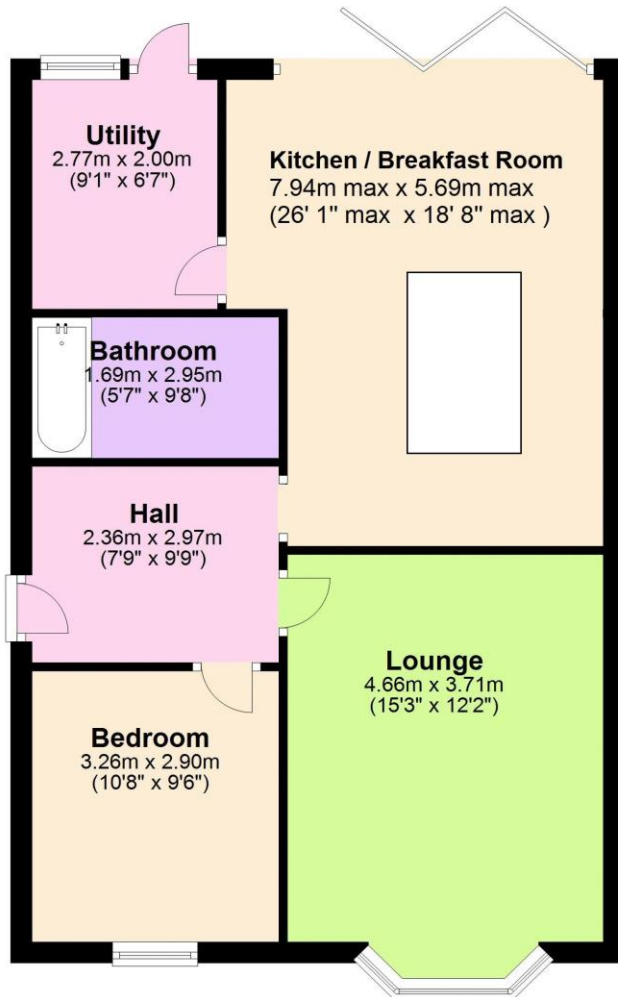 Utility
2.77m x 2.00m
(9'1" x 6'7")
Kitchen / Breakfast Room
7.94m max x 5.69m max
(26' 1" max x 18' 8" max )
Bathroom
1.69m x 2.95m
(5'7" x 9'8")
Hall
2.36m x 2.97m
(7'9" x 9'9")
Lounge
4.66m x 3.71m
(15'3" x 12'2")
Bedroom
3.26m x 2.90m
(10'8" x 9'6")